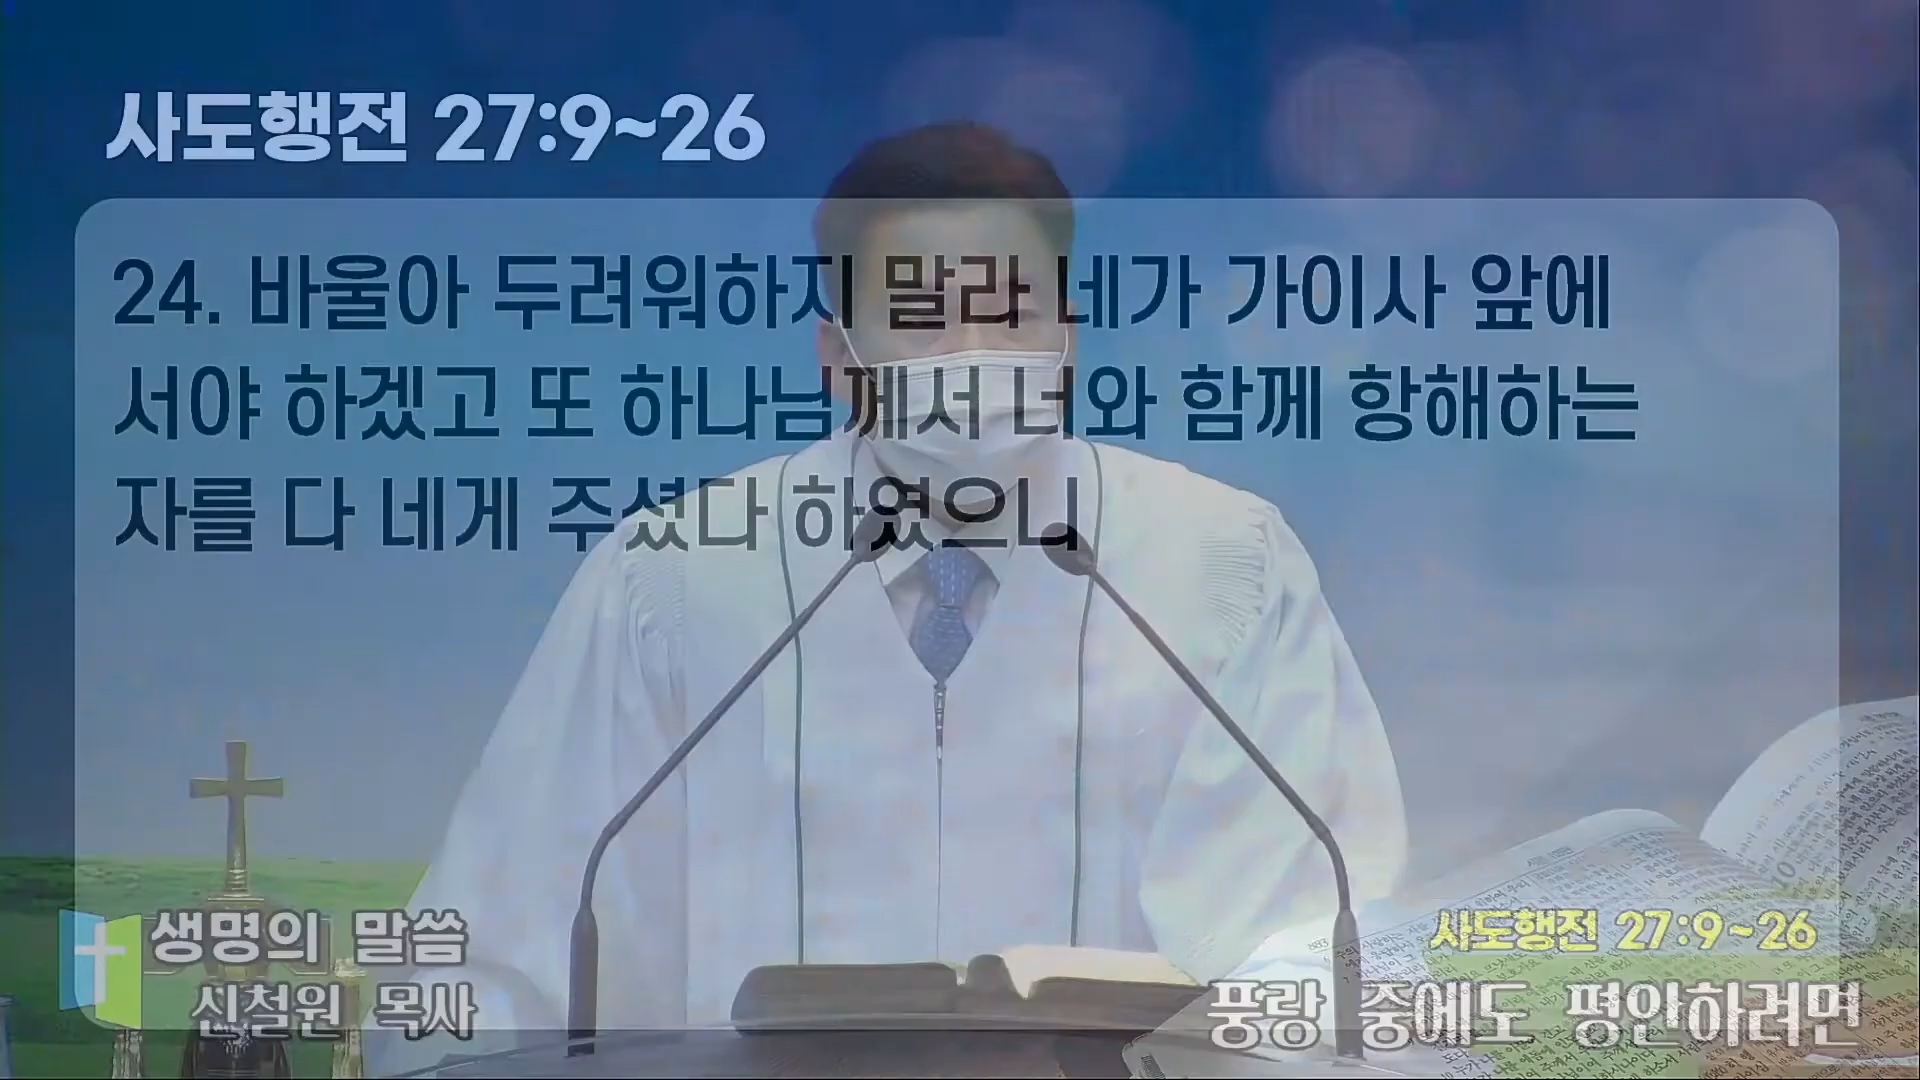 사도행전 27:9~26
24. 바울아 두려워하지 말라 네가 가이사 앞에
서야 하겠고 또 하나님께서 너와 함께 항해하는
자를 다 네게 주셨다 하였으니
생명의 말씀
신철원 목사
사도행전 27:9~26
풍랑 중에도 평안하려면